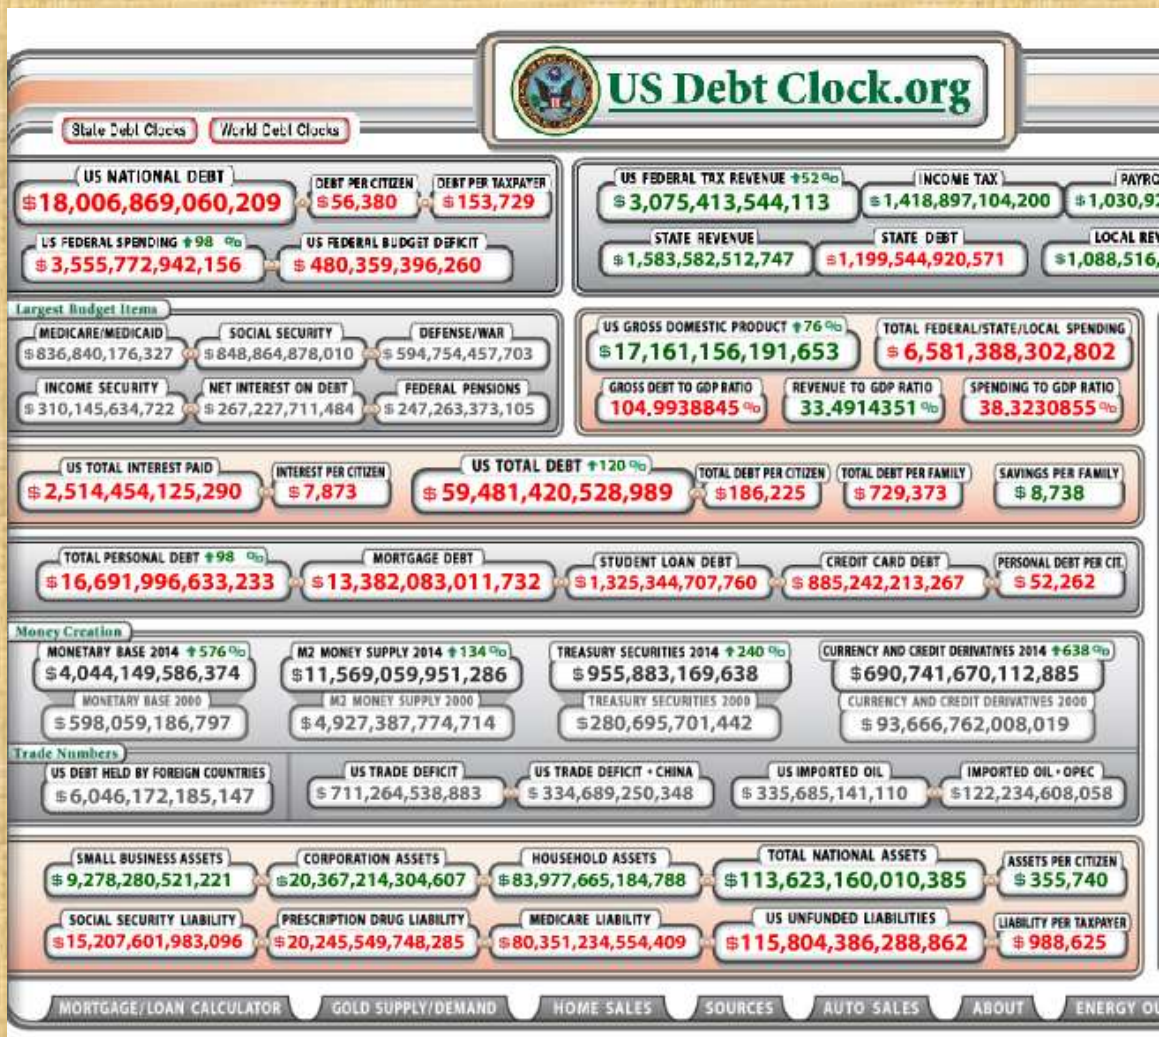 US Debt Clock.org
State Debt Clocks World Debt Clocks
US NATIONAL DEBT DEBT PER CITIZEN DEBT PER TAXPAYER
$18,006,869,060,209 $56,380 $153,729
US FEDERAL SPENDING 98 % US FEDERAL BUDGET DEFICIT
$3,555,772,942,156 $480,359,396,260
US FEDERAL TAX REVENUE 52% INCOME TAX PAYRO
$3,075,413,544,113 $1,418,897,104,200 $1,030,92
STATE REVENUE STATE DEBT LOCAL REV
$1,583,582,512,747 $1,199,544,920,571 $1,088,516,
Largest Budget Items
MEDICARE/MEDICAID SOCIAL SECURITY DEFENSE/WAR
$836,840,176,327 $848,864,878,010 $594,754,457,703
INCOME SECURITY NET INTEREST ON DEBT FEDERAL PENSIONS
$310,145,634,722 $267,227,711,484 $247,263,373,105
US GROSS DOMESTIC PRODUCT 76% TOTAL FEDERAL/STATE/LOCAL SPENDING
$17,161,156,191,653 $6,581,388,302,802
GROSS DEBT TO GDP RATIO REVENUE TO GDP RATIO SPENDING TO GDP RATIO
104.9938845% 33.4914351% 38.3230855%
US TOTAL INTEREST PAID INTEREST PER CITIZEN US TOTAL DEBT 120% TOTAL DEBT PER CITIZEN TOTAL DEBT PER FAMILY SAVINGS PER FAMILY
$2,514,454,125,290 $7,873 $59,481,420,528,989 $186,225 $729,373 $8,738
TOTAL PERSONAL DEBT 98 % MORTGAGE DEBT STUDENT LOAN DEBT CREDIT CARD DEBT PERSONAL DEBT PER CIT.
$16,691,996,633,233 $13,382,083,011,732 $1,325,344,707,760 $885,242,213,267 $52,262
Money Creation
MONETARY BASE 2014 576% M2 MONEY SUPPLY 2014 134% TREASURY SECURITIES 2014 240% CURRENCY AND CREDIT DERIVATIVES 2014 638%
$4,044,149,586,374 $11,569,059,951,286 $955,883,169,638 $690,741,670,112,885
MONETARY BASE 2000 M2 MONEY SUPPLY 2000 TREASURY SECURITIES 2000 CURRENCY AND CREDIT DERIVATIVES 2000
$598,059,186,797 $4,927,387,774,714 $280,695,701,442 $93,666,762,008,019
Trade Numbers
US DEBT HELD BY FOREIGN COUNTRIES US TRADE DEFICIT US TRADE DEFICIT · CHINA US IMPORTED OIL IMPORTED OIL · OPEC
$6,046,172,185,147 $711,264,538,883 $334,689,250,348 $335,685,141,110 $122,234,608,058
SMALL BUSINESS ASSETS CORPORATION ASSETS HOUSEHOLD ASSETS TOTAL NATIONAL ASSETS ASSETS PER CITIZEN
$9,278,280,521,221 $20,367,214,304,607 $83,977,665,184,788 $113,623,160,010,385 $355,740
SOCIAL SECURITY LIABILITY PRESCRIPTION DRUG LIABILITY MEDICARE LIABILITY US UNFUNDED LIABILITIES LIABILITY PER TAXPAYER
$15,207,601,983,096 $20,245,549,748,285 $80,351,234,554,409 $115,804,386,288,862 $988,625
MORTGAGE/LOAN CALCULATOR GOLD SUPPLY/DEMAND HOME SALES SOURCES AUTO SALES ABOUT ENERGY OU